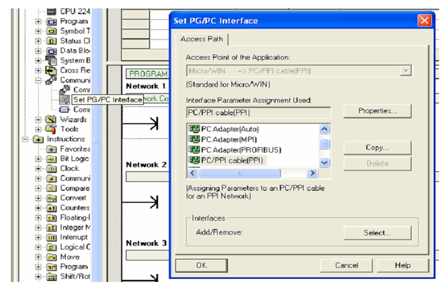 CPU 224
Program
Symbol T
Status C
Data Bloc
System B
Cross Re
Communi
Comm
Set PG/PC Interface
Comm
Wizards
Tools
Instructions
Favorites
Bit Logic
Clock
Communi
Compare
Convert
Counters
Floating-P
Integer M
Interrupt
Logical C
Move
Program
Shift/Rot
PROGRAM
Network 1
Network 2
Network 3
Set PG/PC Interface
Access Path
Access Point of the Application:
Micro/WIN --> PC/PPI cable(PPI)
(Standard for Micro/WIN)
Interface Parameter Assignment Used:
PC/PPI cable(PPI)
Properties...
PC Adapter(Auto)
PC Adapter(MPI)
PC Adapter(PROFIBUS)
PC/PPI cable(PPI)
Copy...
Delete
(Assigning Parameters to an PC/PPI cable
for an PPI Network)
Interfaces
Add/Remove:
Select...
OK
Cancel
Help